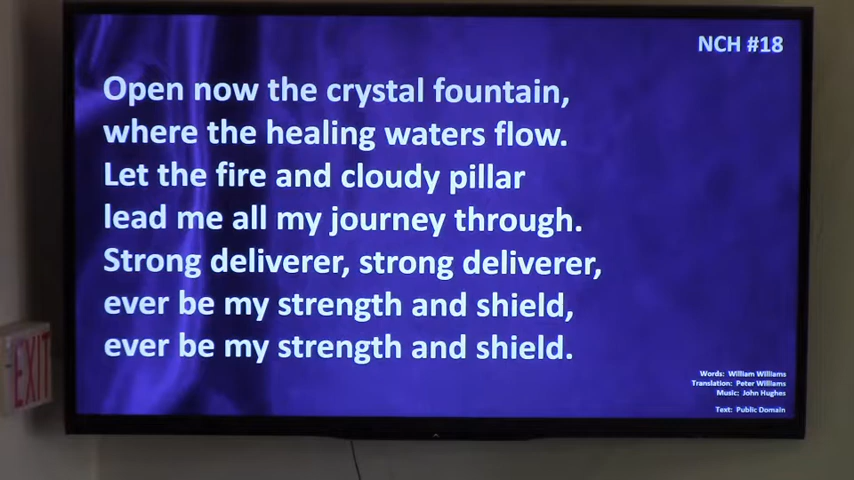 NCH #18
Open now the crystal fountain,
where the healing waters flow.
Let the fire and cloudy pillar
lead me all my journey through.
Strong deliverer, strong deliverer,
ever be my strength and shield,
ever be my strength and shield.
Words: William Williams
Translation: Peter Williams
Music: John Hughes
Text: Public Domain
EXIT